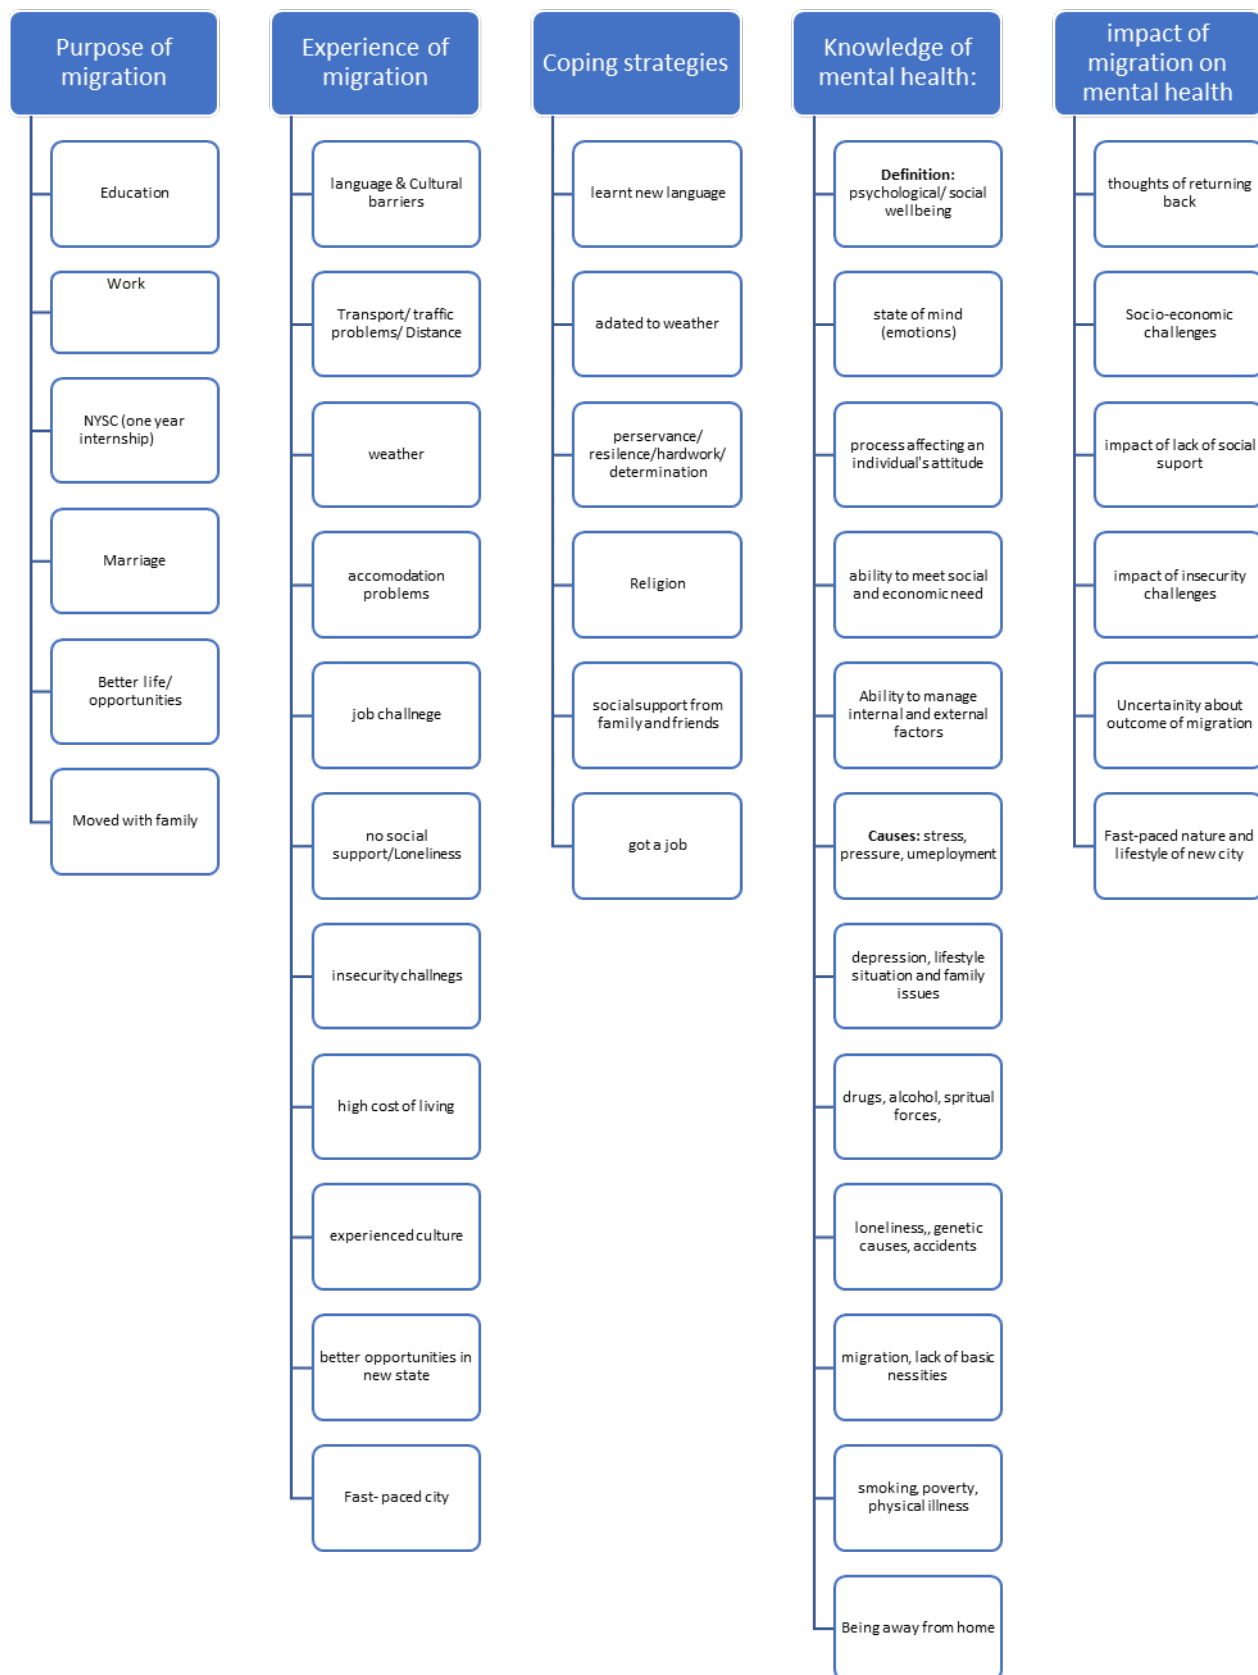 Purpose of
migration
Education
Work
NYSC (one year
internship)
Marriage
Better life/
opportunities
Moved with family
Experience of
migration
language & Cultural
barriers
Transport/ traffic
problems/ Distance
weather
accomodation
problems
job challnege
no social
support/Loneliness
insecurity challnegs
high cost of living
experienced culture
better opportunities in
new state
Fast- paced city
Coping strategies
learnt new language
adated to weather
perservance/
resilence/hardwork/
determination
Religion
social support from
family and friends
got a job
Knowledge of
mental health:
Definition:
psychological/ social
wellbeing
state of mind
(emotions)
process affecting an
individual's attitude
ability to meet social
and economic need
Ability to manage
internal and external
factors
Causes: stress,
pressure, umeployment
depression, lifestyle
situation and family
issues
drugs, alcohol, spritual
forces,
loneliness,, genetic
causes, accidents
migration, lack of basic
nessities
smoking, poverty,
physical illness
Being away from home
impact of
migration on
mental health
thoughts of returning
back
Socio-economic
challenges
impact of lack of social
suport
impact of insecurity
challenges
Uncertainity about
outcome of migration
Fast-paced nature and
lifestyle of new city